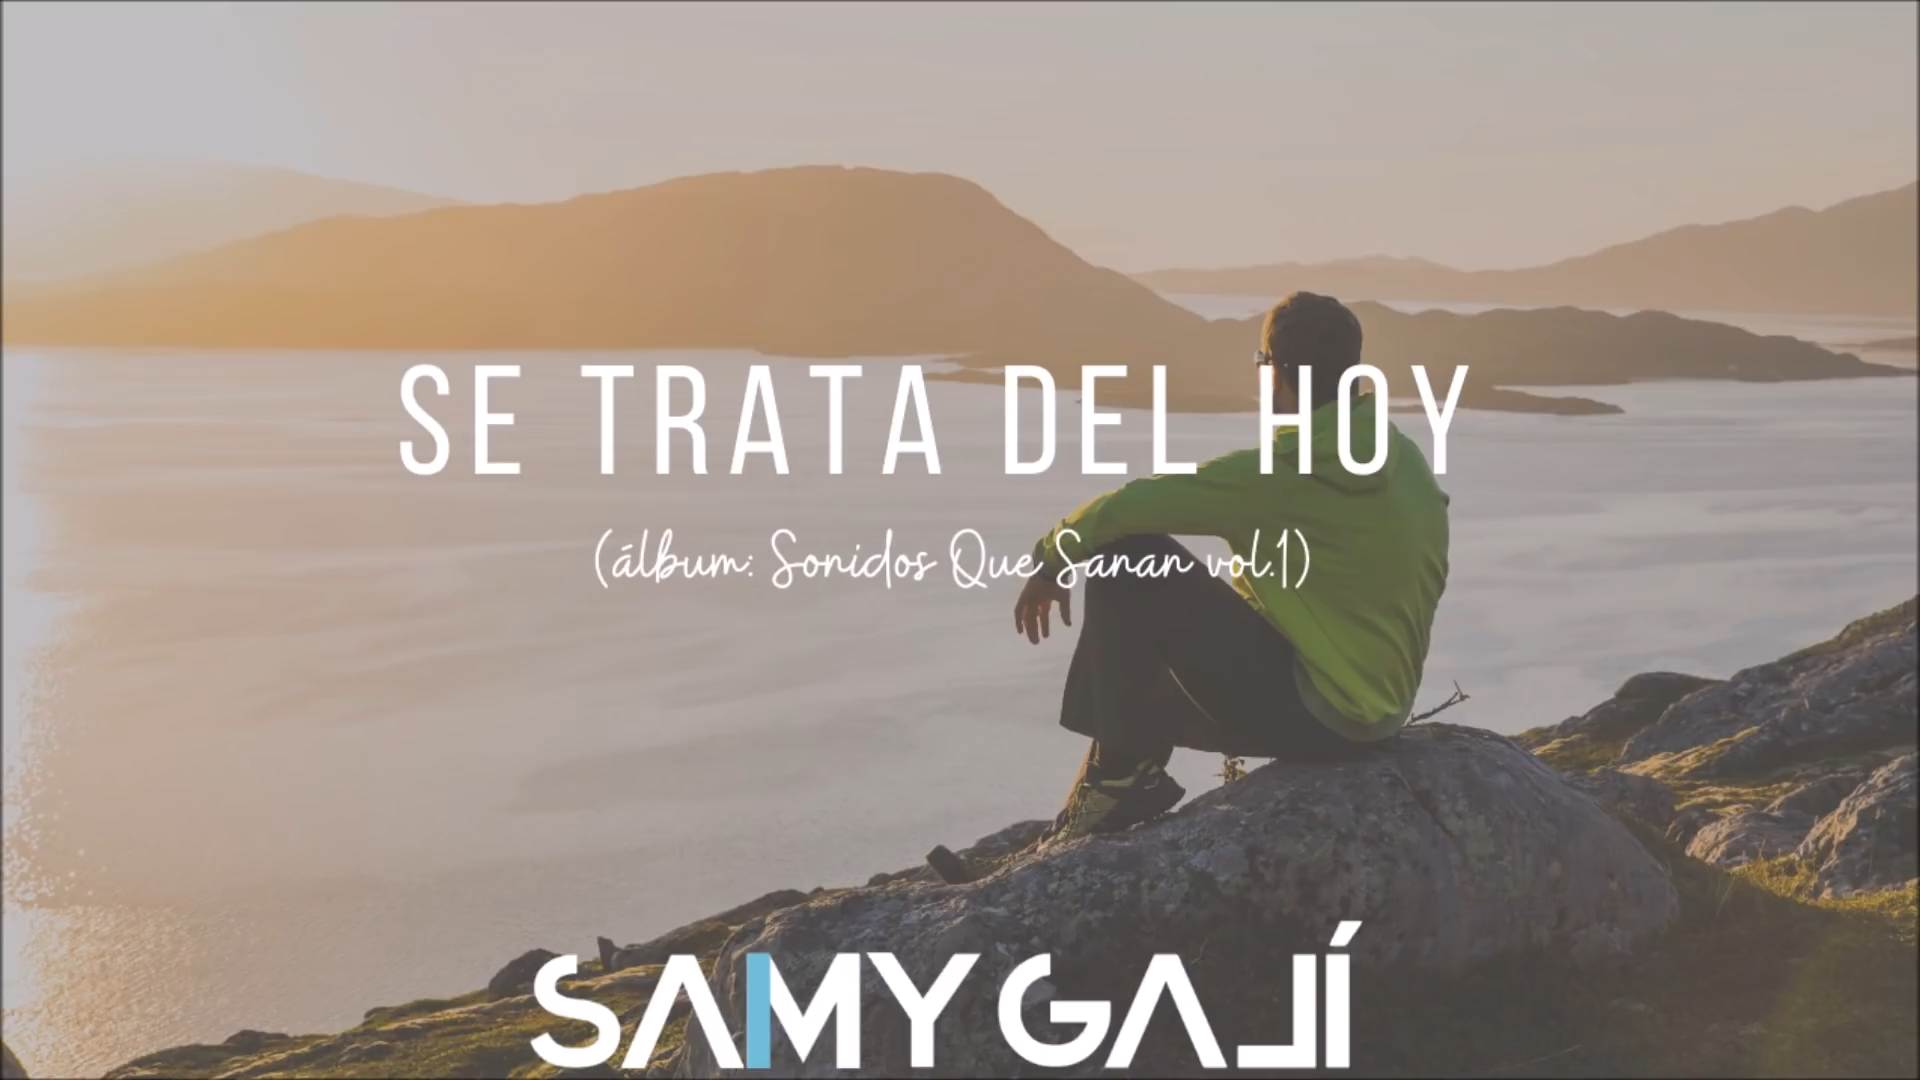 SE TRATA DEL HOY
(álbum: Sonidos Que Sanan vol.1)
SAMY GALÍ